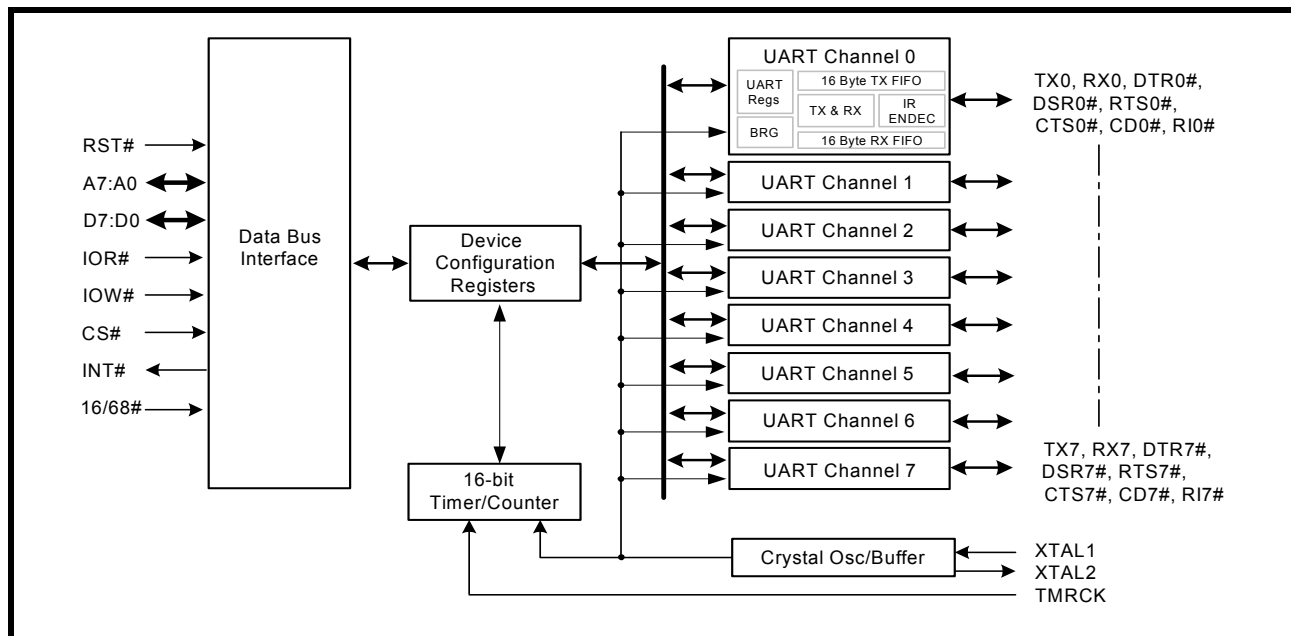 RST#
A7:A0
D7:D0
IOR#
IOW#
CS#
INT#
16/68#
Data Bus
Interface
Device
Configuration
Registers
16-bit
Timer/Counter
UART Channel 0
UART
Regs
BRG
16 Byte TX FIFO
TX & RX
IR
ENDEC
16 Byte RX FIFO
UART Channel 1
UART Channel 2
UART Channel 3
UART Channel 4
UART Channel 5
UART Channel 6
UART Channel 7
Crystal Osc/Buffer
TX0, RX0, DTR0#,
DSR0#, RTS0#,
CTS0#, CD0#, RI0#
TX7, RX7, DTR7#,
DSR7#, RTS7#,
CTS7#, CD7#, RI7#
XTAL1
XTAL2
TMRCK